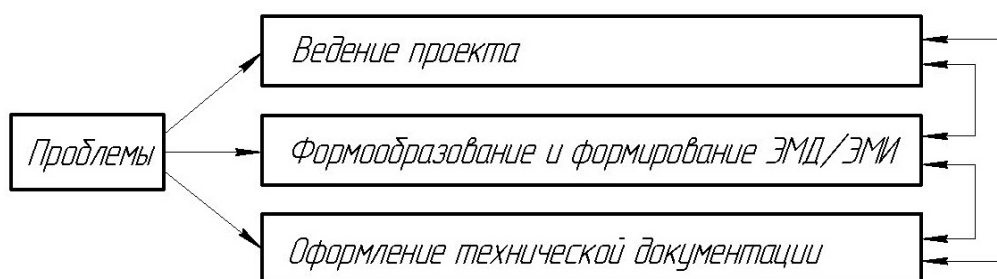 Ведение проекта
Проблемы
Формообразование и формирование ЭМД/ЭМИ
Оформление технической документации